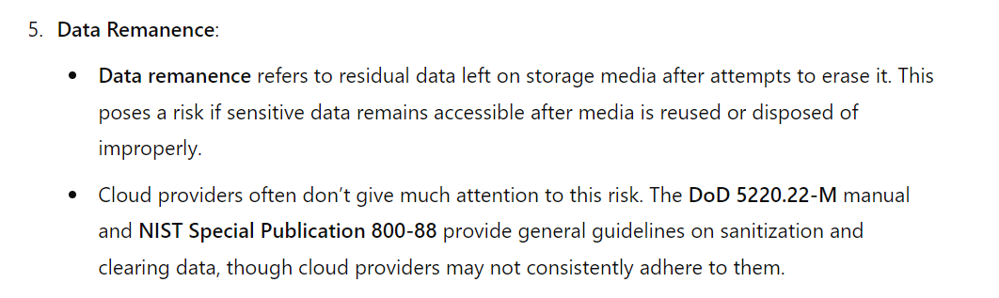 5. Data Remanence:
• Data remanence refers to residual data left on storage media after attempts to erase it. This
poses a risk if sensitive data remains accessible after media is reused or disposed of
improperly.
• Cloud providers often don't give much attention to this risk. The DoD 5220.22-M manual
and NIST Special Publication 800-88 provide general guidelines on sanitization and
clearing data, though cloud providers may not consistently adhere to them.